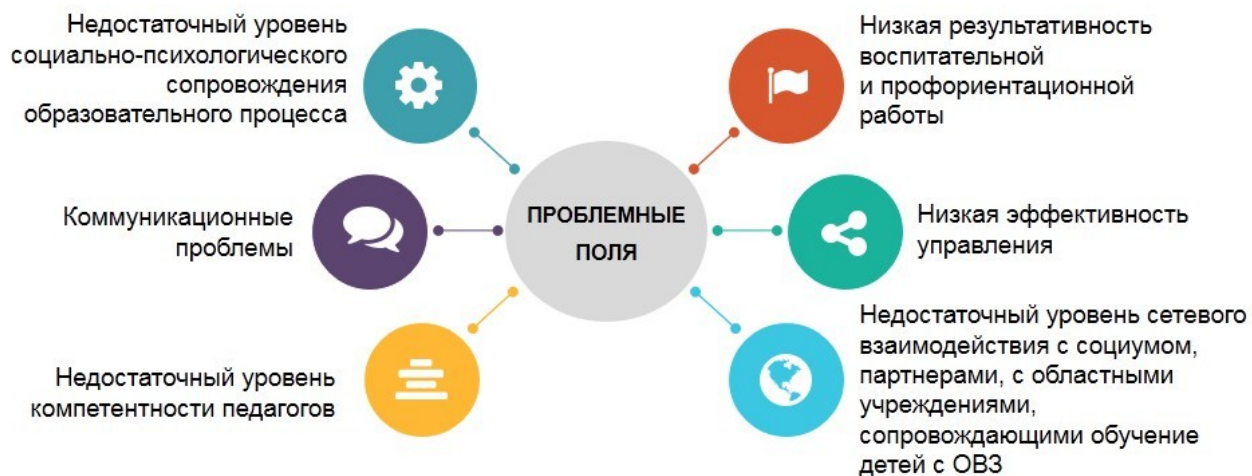 Недостаточный уровень
социально-психологического
сопровождения
образовательного процесса
Коммуникационные
проблемы
Недостаточный уровень
компетентности педагогов
ПРОБЛЕМНЫЕ
ПОЛЯ
Низкая результативность
воспитательной
и профориентационной
работы
Низкая эффективность
управления
Недостаточный уровень сетевого
взаимодействия с социумом,
партнерами, с областными
учреждениями,
сопровождающими обучение
детей с ОВЗ